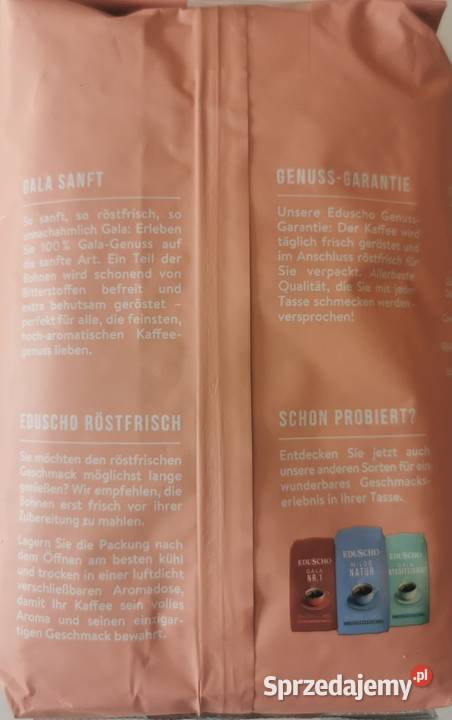 GALA SANFT
So sanft, so röstfrisch, so
unnachahmlich Gala: Erleben
Sie 100 % Gala-Genuss auf
die sanfte Art. Ein Teil der
Bohnen wird schonend von
Bitterstoffen befreit und
extra behutsam geröstet –
perfekt für alle, die feinsten,
hoch-aromatischen Kaffee-
genuss lieben.
EDUSCHO RÖSTFRISCH
Sie möchten den röstfrischen
Geschmack möglichst lange
genießen? Wir empfehlen, die
Bohnen erst frisch vor ihrer
Zubereitung zu mahlen.
Lagern Sie die Packung nach
dem Öffnen am besten kühl
und trocken in einer luftdicht
verschließbaren Aromadose,
damit Ihr Kaffee sein volles
Aroma und seinen einzigar-
tigen Geschmack bewahrt.
GENUSS-GARANTIE
Unsere Eduscho Genuss-
Garantie: Der Kaffee wird
täglich frisch geröstet und
im Anschluss röstfrisch für
Sie verpackt. Allerbeste
Qualität, die Sie mit jeder
Tasse schmecken werden–
versprochen!
SCHON PROBIERT?
Entdecken Sie jetzt auch
unsere anderen Sorten für ein
wunderbares Geschmacks-
erlebnis in Ihrer Tasse.
EDUSCHO
GALA
NR.1
EDUSCHO
MILDE
NATUR
EDUSCHO
GALA
Sprzedajemy.pl